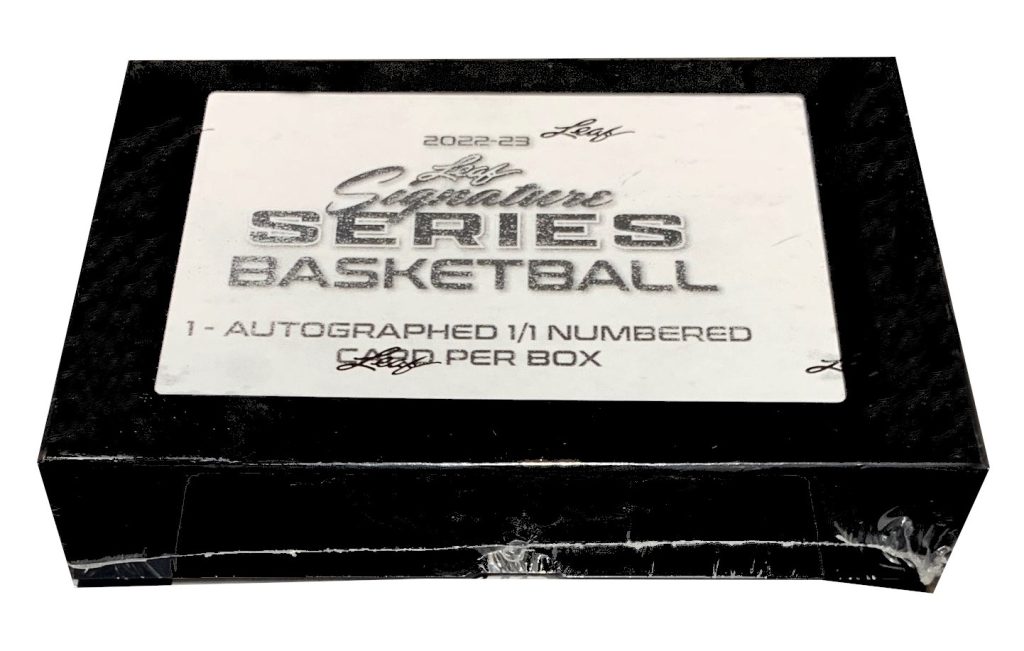 2022-23 Leaf
Leaf
Signature
SERIES
BASKETBALL
1 - AUTOGRAPHED 1/1 NUMBERED
CARD PER BOX
Leaf